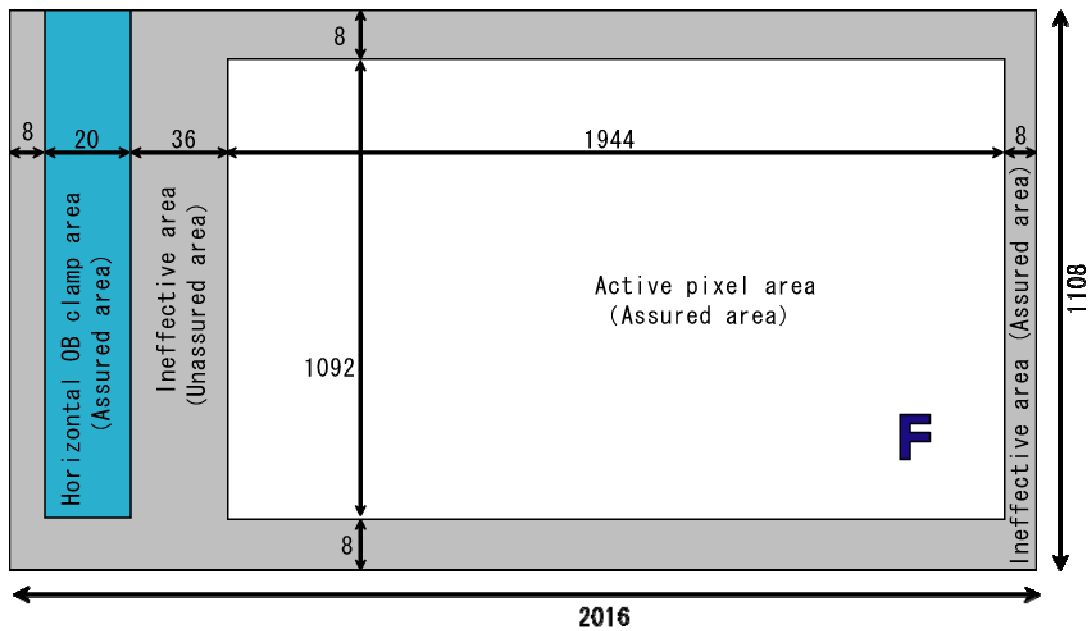 8
8
20
36
1944
8
Horizontal OB clamp area
(Assured area)
Ineffective area
(Unassured area)
Active pixel area
(Assured area)
Ineffective area (Assured area)
1108
1092
F
8
2016